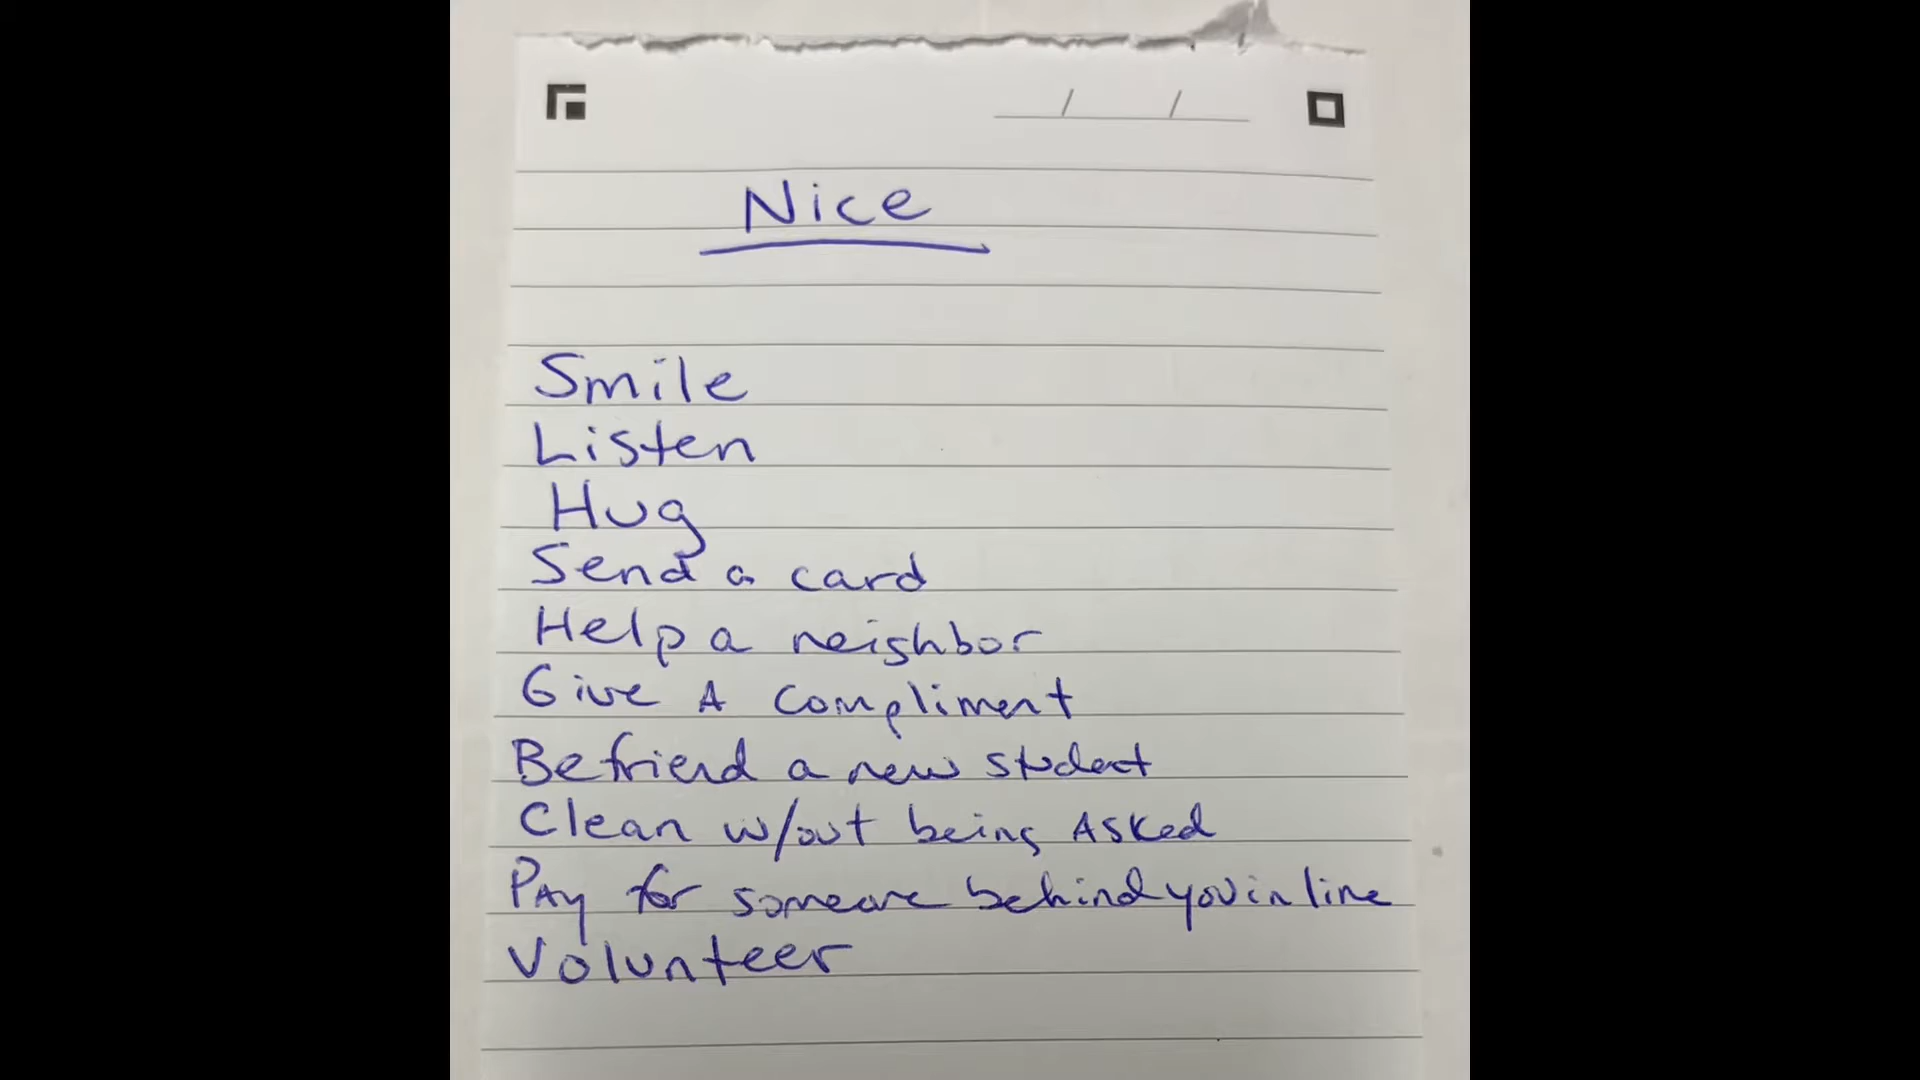 Nice
Smile
Listen
Hug
Send a card
Help a neighbor
Give A compliment
Befriend a new student
Clean w/out being Asked
PAy for someone behind you in line
Volunteer